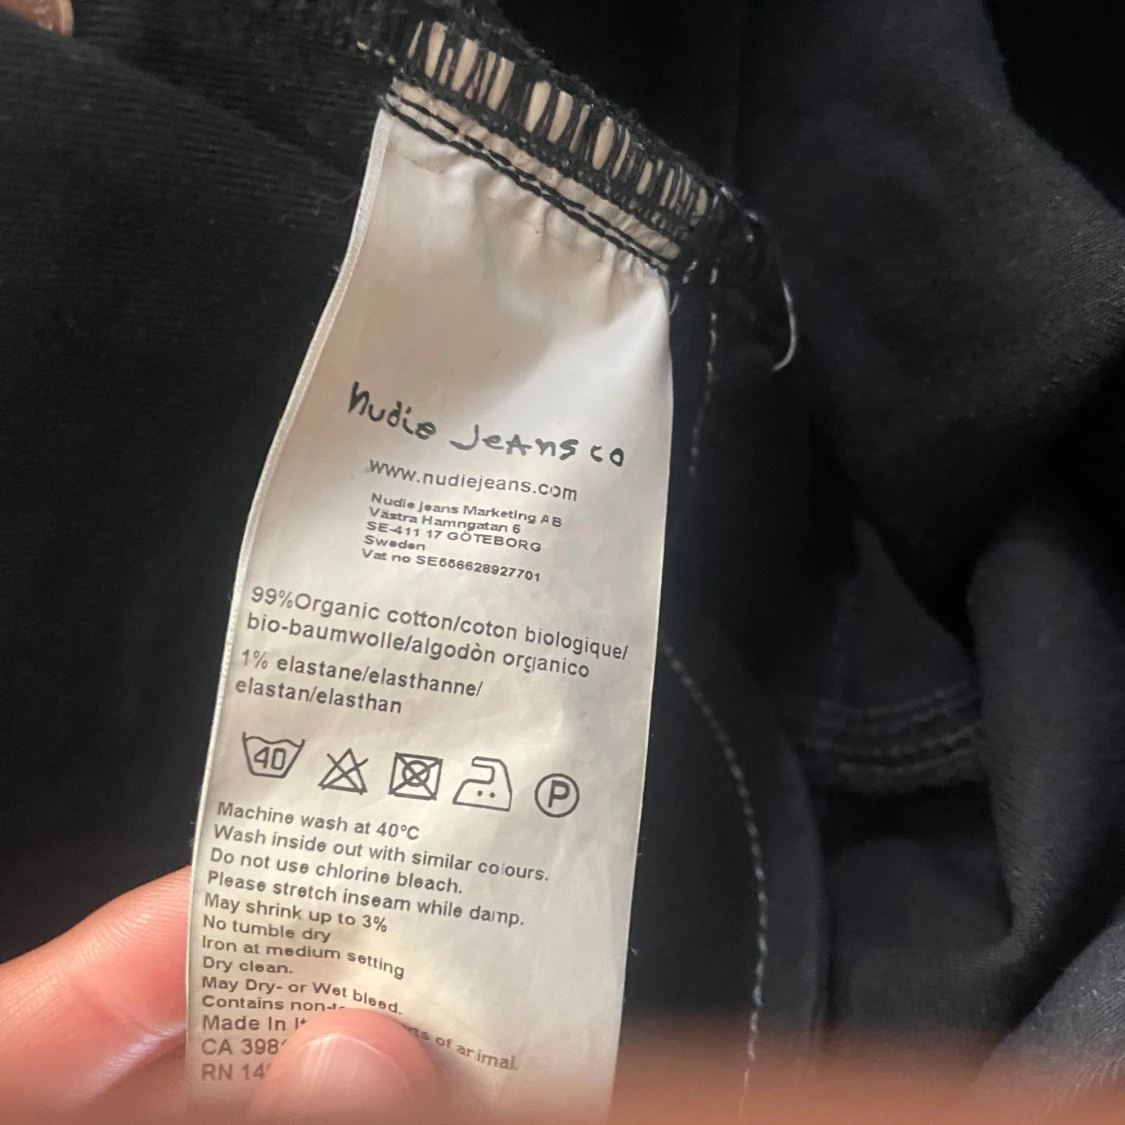 nudie jeans co
www.nudiejeans.com
Nudie Jeans Marketing AB
Västra Hamngatan 6
SE-411 17 GÖTEBORG
Sweden
Vat no SE556628927701
99%Organic cotton/coton biologique/
bio-baumwolle/algodòn organico
1% elastane/elasthanne/
elastan/elasthan
40
P
Machine wash at 40°C
Wash inside out with similar colours.
Do not use chlorine bleach.
Please stretch inseam while damp.
May shrink up to 3%
No tumble dry
Iron at medium setting
Dry clean.
May Dry- or Wet bleed.
Contains of animal.
Made In
CA
RN